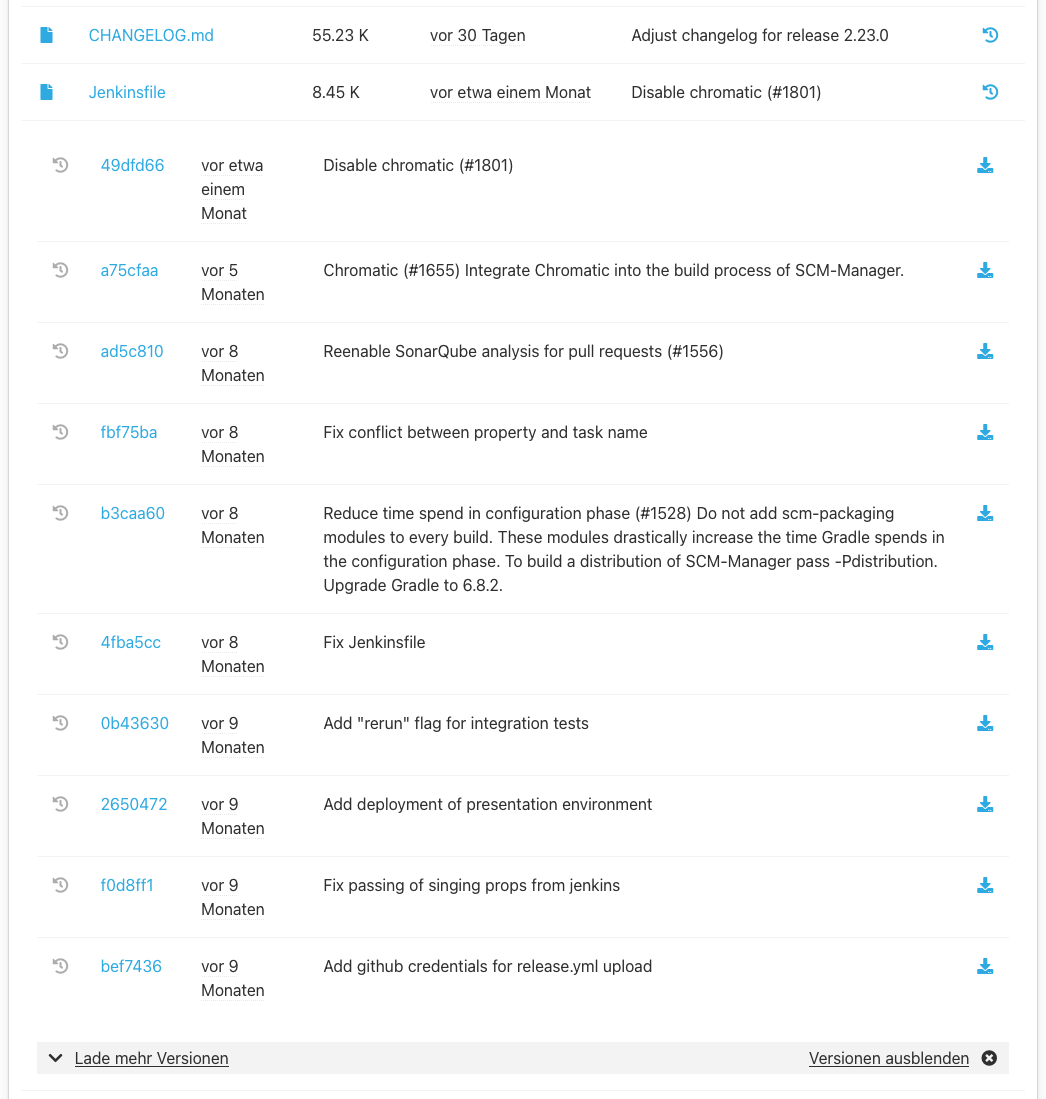 CHANGELOG.md 55.23 K vor 30 Tagen Adjust changelog for release 2.23.0
Jenkinsfile 8.45 K vor etwa einem Monat Disable chromatic (#1801)
49dfd66 vor etwa Disable chromatic (#1801)
einem
Monat
a75cfaa vor 5 Chromatic (#1655) Integrate Chromatic into the build process of SCM-Manager.
Monaten
ad5c810 vor 8 Reenable SonarQube analysis for pull requests (#1556)
Monaten
fbf75ba vor 8 Fix conflict between property and task name
Monaten
b3caa60 vor 8 Reduce time spend in configuration phase (#1528) Do not add scm-packaging
Monaten modules to every build. These modules drastically increase the time Gradle spends in
the configuration phase. To build a distribution of SCM-Manager pass -Pdistribution.
Upgrade Gradle to 6.8.2.
4fba5cc vor 8 Fix Jenkinsfile
Monaten
0b43630 vor 9 Add "rerun" flag for integration tests
Monaten
2650472 vor 9 Add deployment of presentation environment
Monaten
f0d8ff1 vor 9 Fix passing of singing props from jenkins
Monaten
bef7436 vor 9 Add github credentials for release.yml upload
Monaten
Lade mehr Versionen Versionen ausblenden